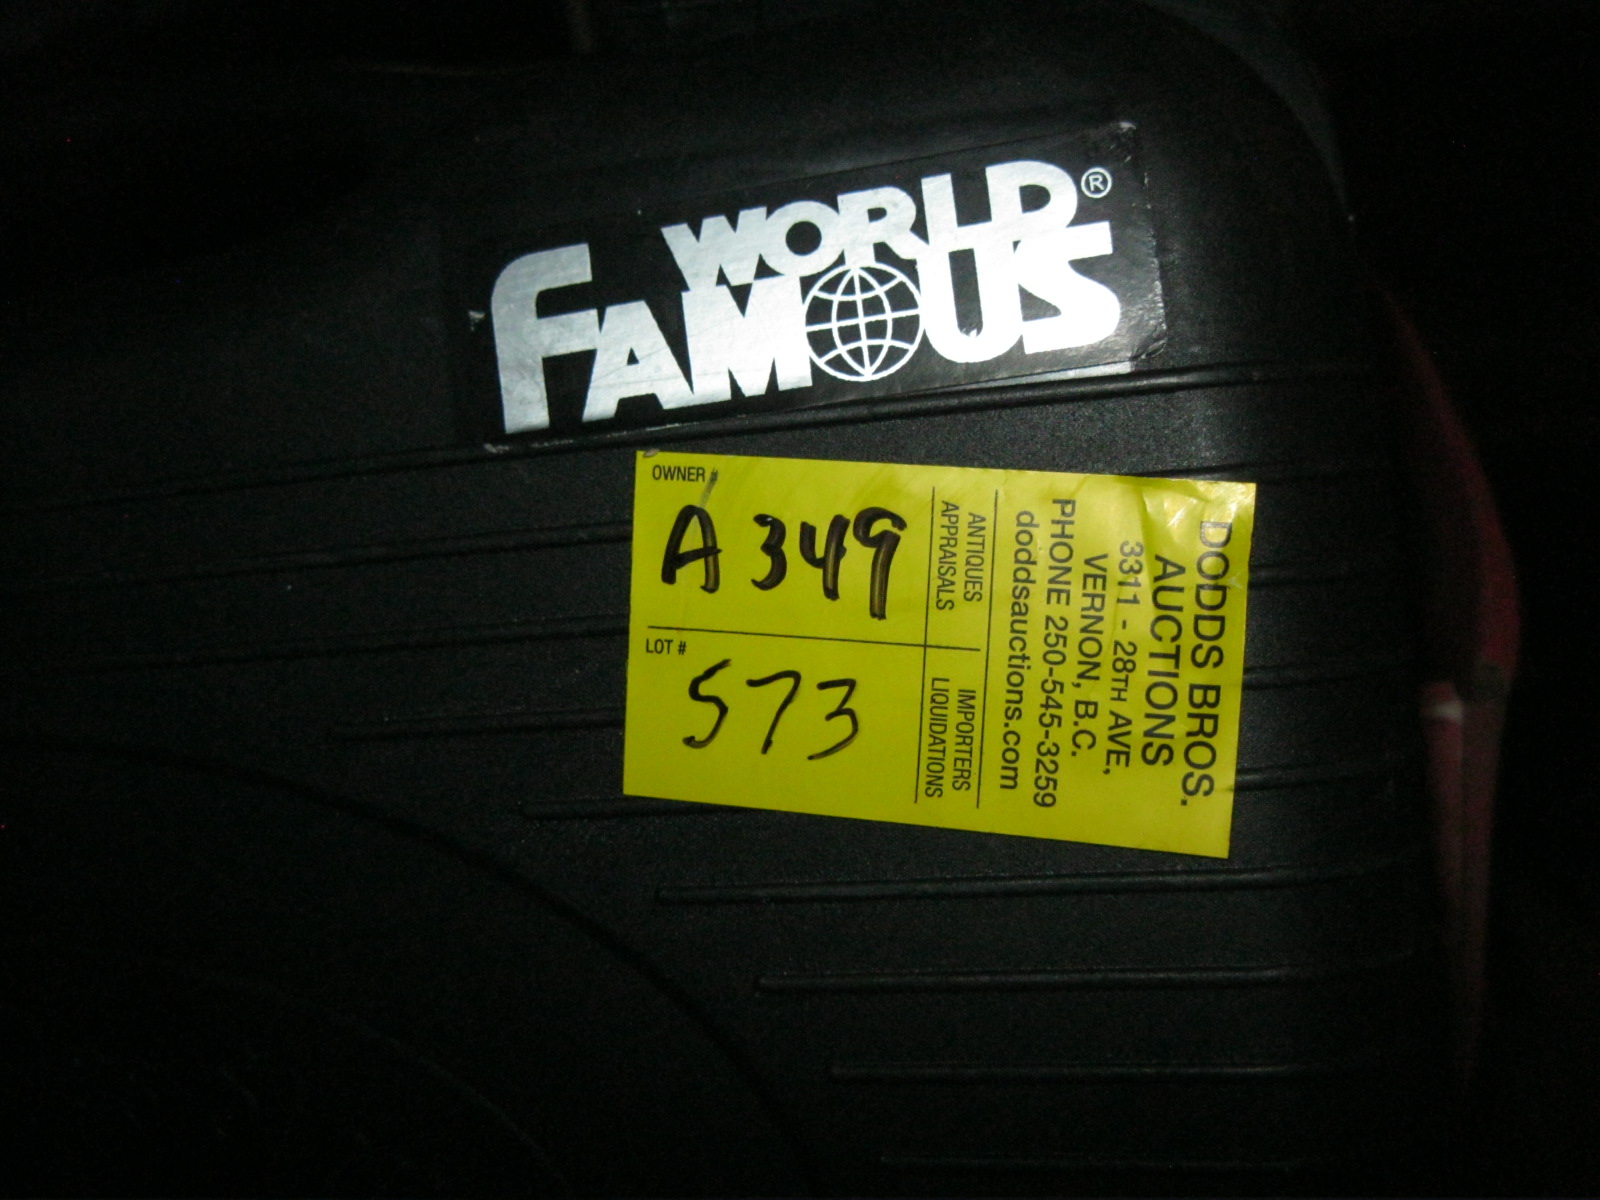 WORLD
FAMOUS®
OWNER #
A 349
LOT #
573
DODDS BROS.
AUCTIONS
3311 - 28TH AVE,
VERNON, B.C.
PHONE 250-545-3259
doddsauctions.com
ANTIQUES
APPRAISALS
IMPORTERS
LIQUIDATIONS